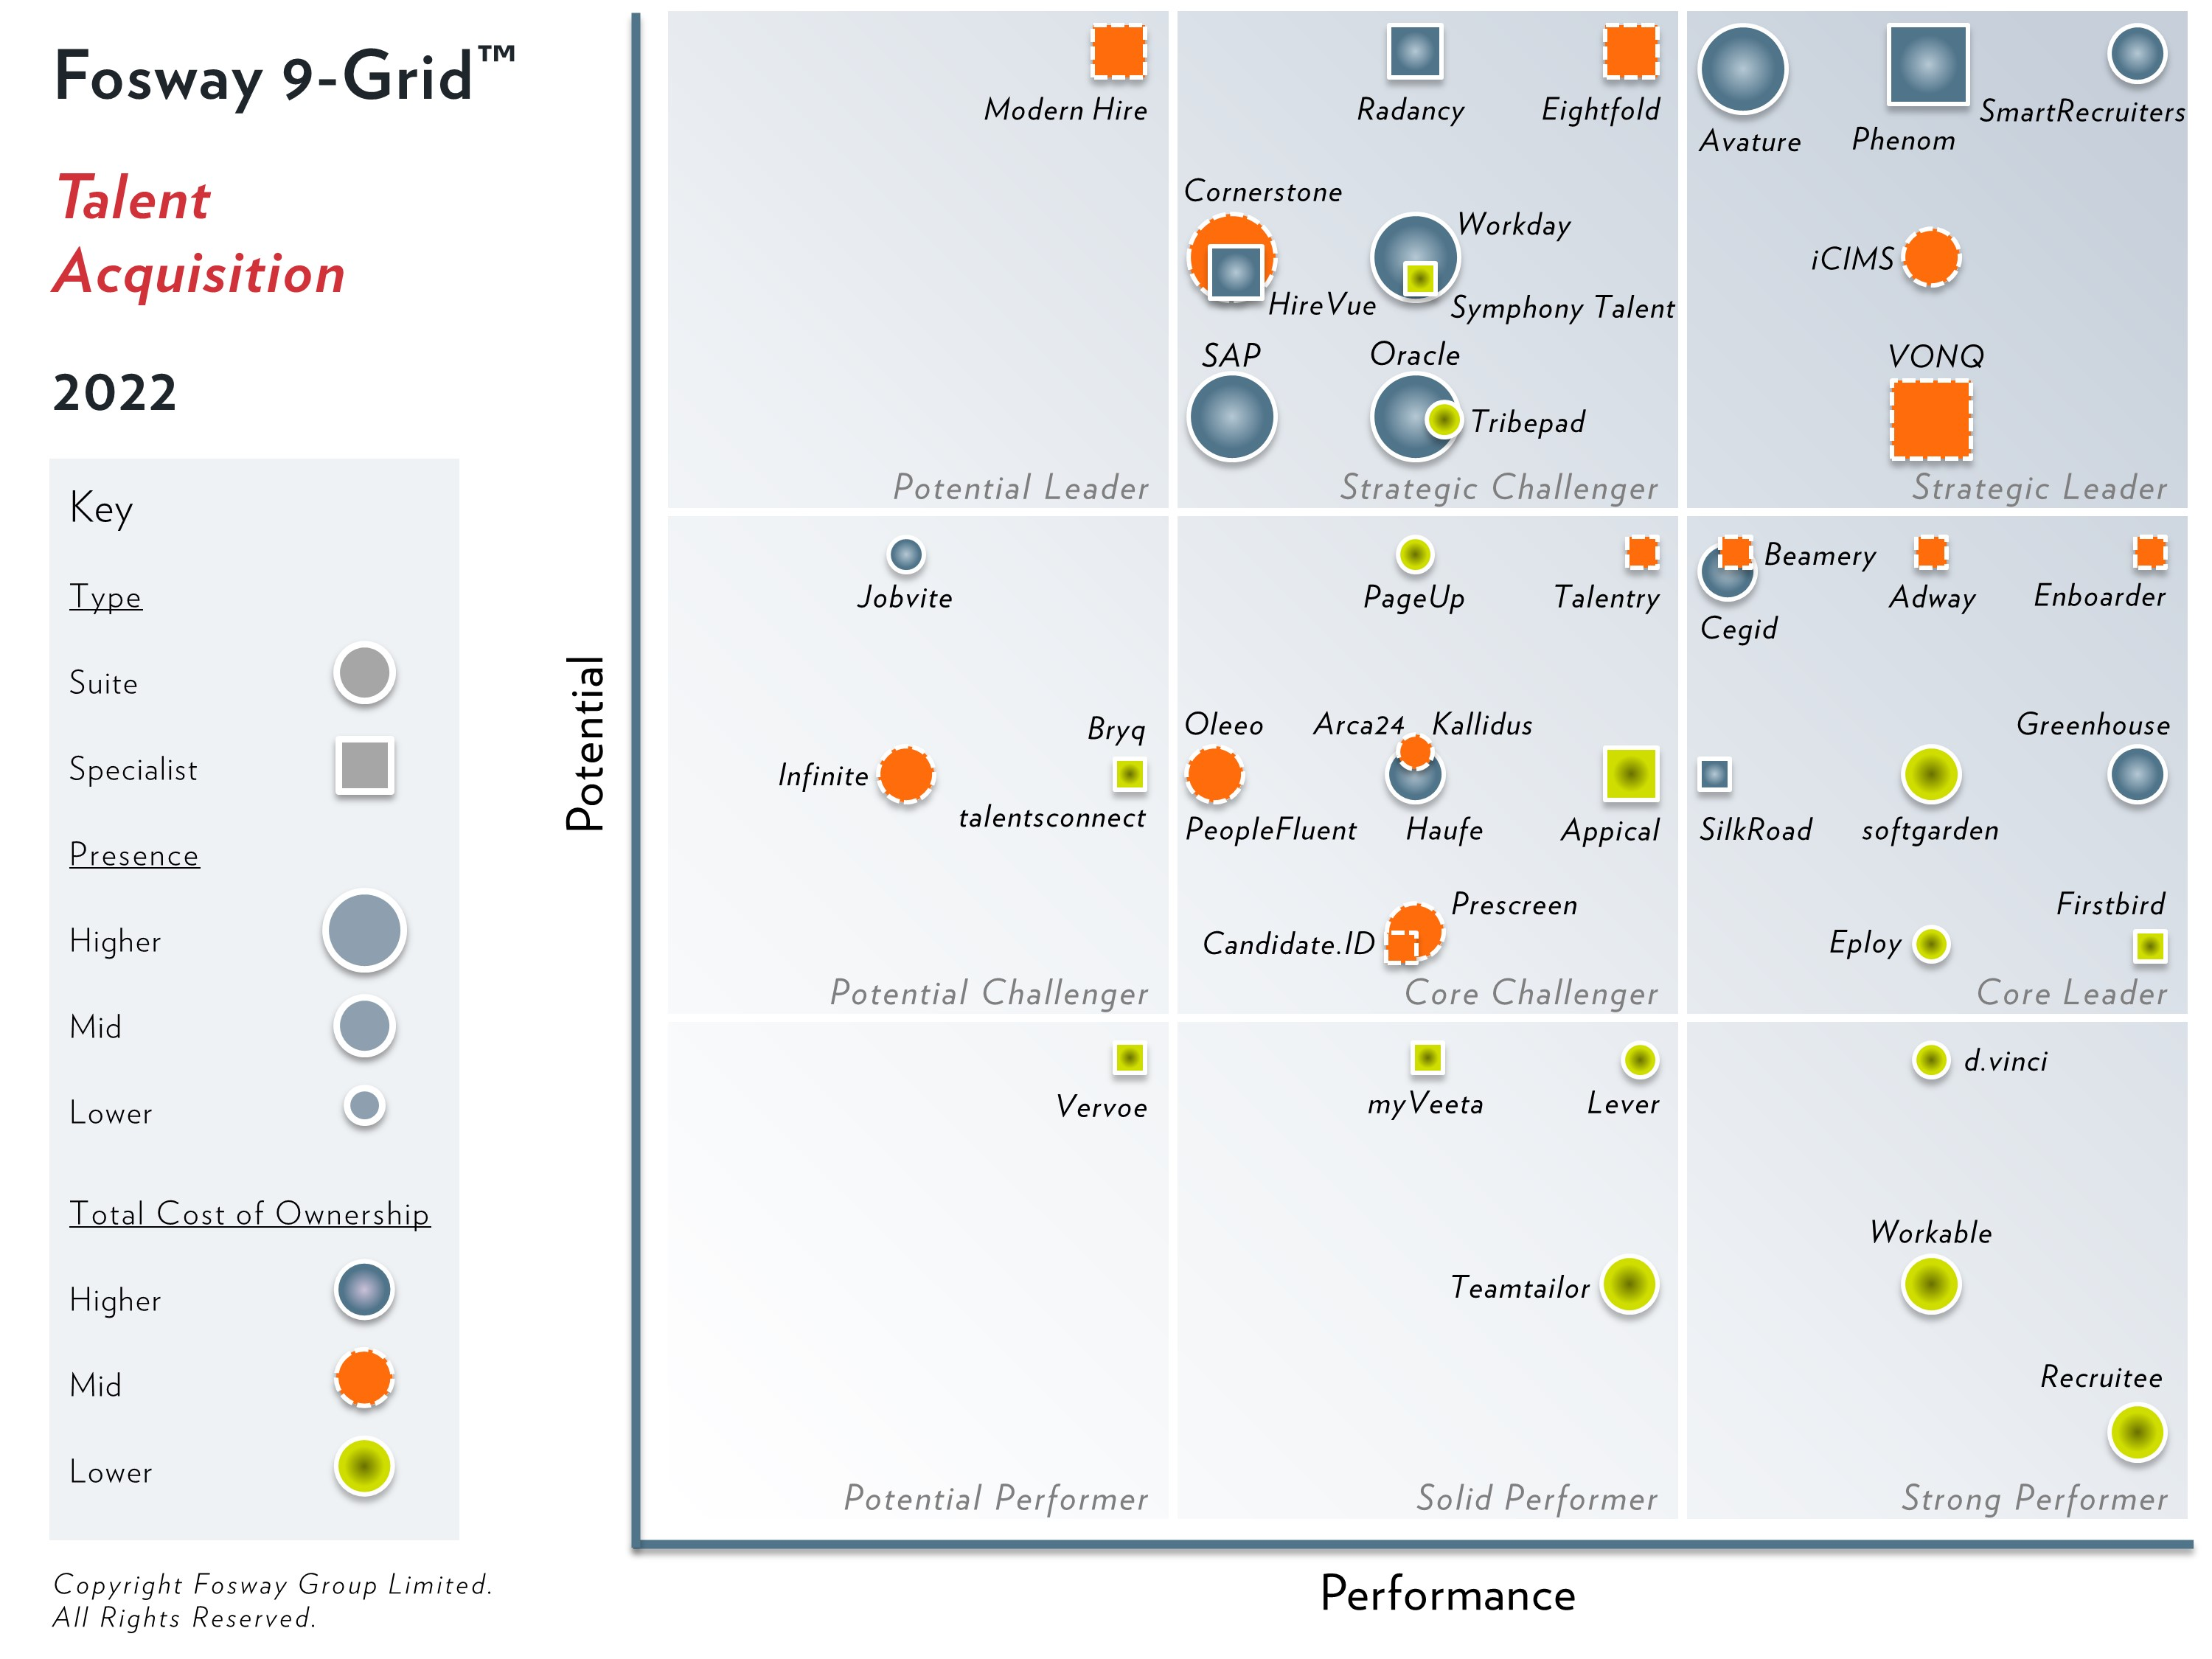 Fosway 9-Grid™
Talent
Acquisition
2022
Key
Type
Suite
Specialist
Presence
Higher
Mid
Lower
Total Cost of Ownership
Higher
Mid
Lower
Copyright Fosway Group Limited.
All Rights Reserved.
Potential
Modern Hire
Potential Leader
Radancy
Eightfold
Cornerstone
Workday
HireVue
Symphony Talent
SAP
Oracle
Tribepad
Strategic Challenger
Avature
Phenom
SmartRecruiters
iCIMS
VONQ
Strategic Leader
Jobvite
Bryq
Infinite
talentsconnect
Potential Challenger
PageUp
Talentry
Oleeo
Arca24
Kallidus
PeopleFluent
Haufe
Appical
Prescreen
Candidate.ID
Core Challenger
Beamery
Adway
Enboarder
Cegid
Greenhouse
SilkRoad
softgarden
Firstbird
Eploy
Core Leader
Vervoe
Potential Performer
myVeeta
Lever
Teamtailor
Solid Performer
d.vinci
Workable
Recruitee
Strong Performer
Performance